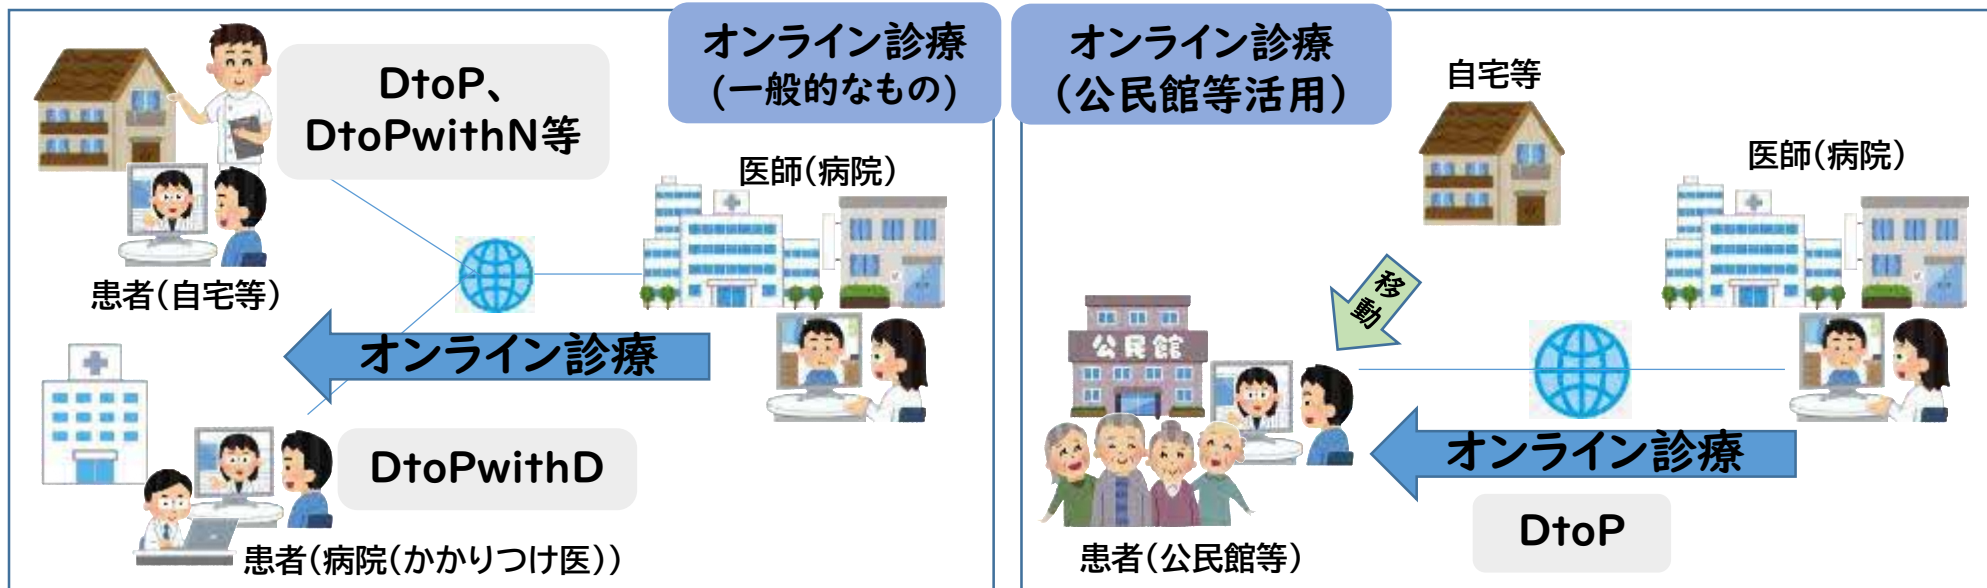 オンライン診療
(一般的なもの)
DtoP、
DtoPwithN等
医師(病院)
患者(自宅等)
オンライン診療
DtoPwithD
患者(病院(かかりつけ医))
オンライン診療
(公民館等活用)
自宅等
医師(病院)
移動
公民館
オンライン診療
DtoP
患者(公民館等)